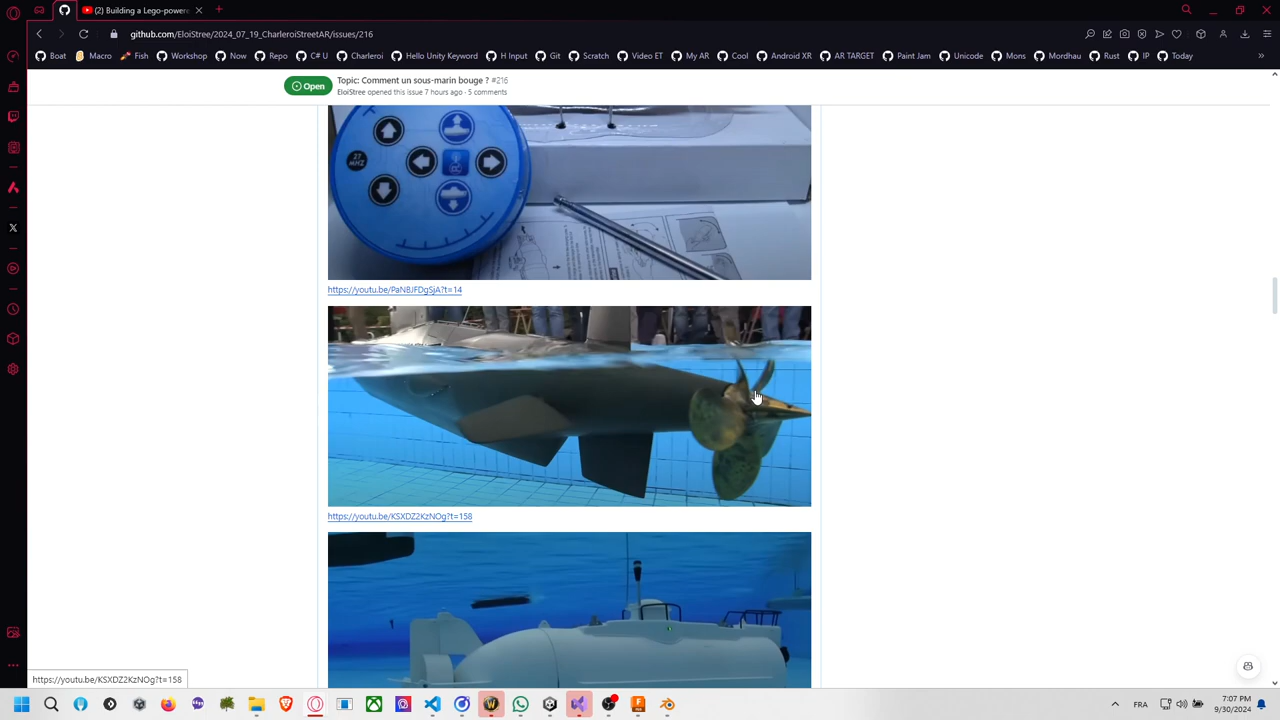 (2) Building a Lego-powere
github.com/EloiStree/2024_07_19_CharleroiStreetAR/issues/216
Boat Macro Fish Workshop Now Repo C# U Charleroi Hello Unity Keyword H Input Git Scratch Video ET My AR Cool Android XR AR TARGET Paint Jam Unicode Mons Mordhau Rust IP Today
Open
Topic: Comment un sous-marin bouge ? #216
EloiStree opened this issue 7 hours ago · 5 comments
27
MHZ
https://youtu.be/PaNBJFDgSjA?t=14
https://youtu.be/KSXDZ2KzNOg?t=158
https://youtu.be/KSXDZ2KzNOg?t=158
FRA
7:07 PM
9/30/2024